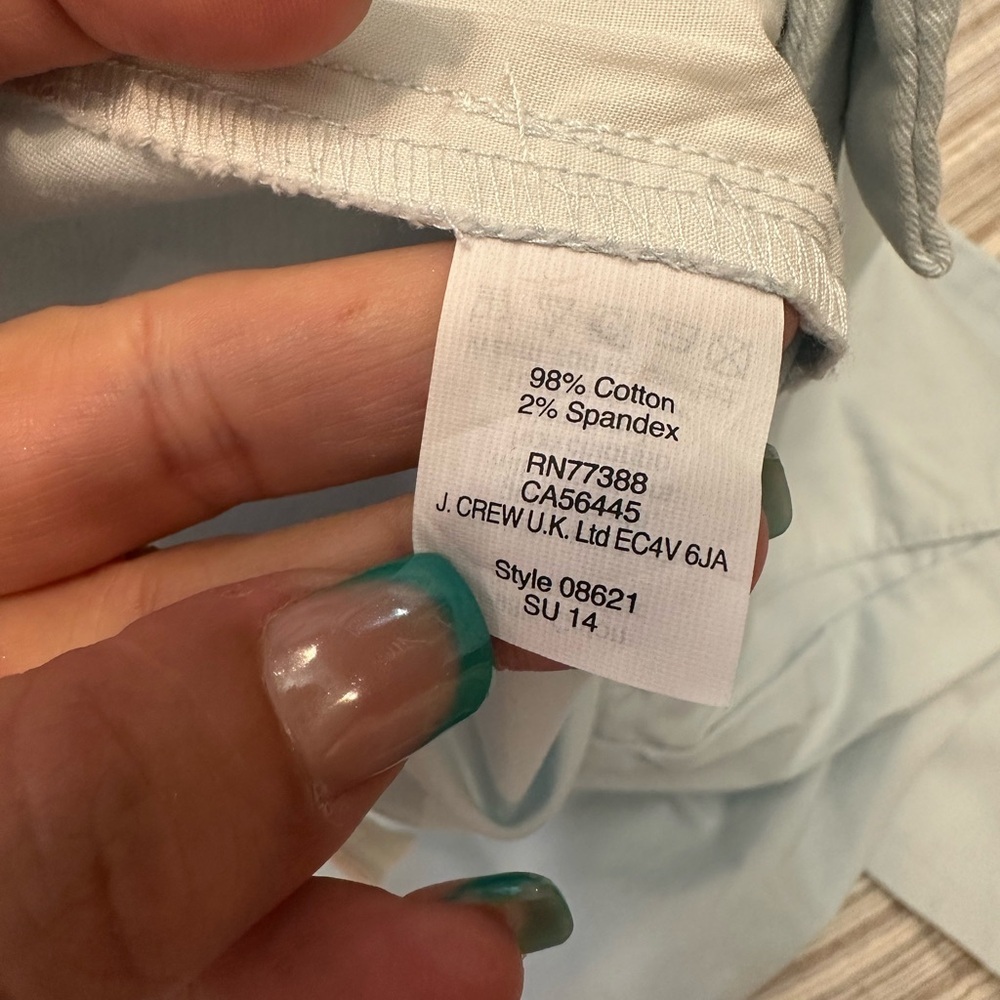 98% Cotton
2% Spandex
RN77388
CA56445
J. CREW U.K. Ltd EC4V 6JA
Style 08621
SU 14